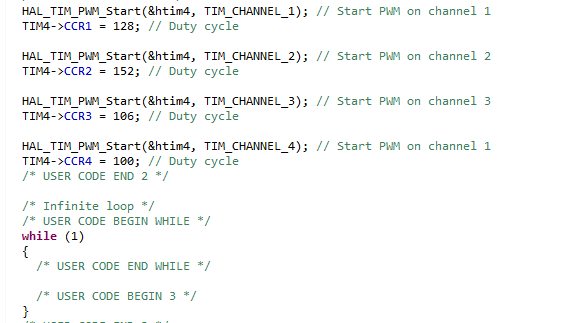 HAL_TIM_PWM_Start(&htim4, TIM_CHANNEL_1); // Start PWM on channel 1
TIM4->CCR1 = 128; // Duty cycle
HAL_TIM_PWM_Start(&htim4, TIM_CHANNEL_2); // Start PWM on channel 2
TIM4->CCR2 = 152; // Duty cycle
HAL_TIM_PWM_Start(&htim4, TIM_CHANNEL_3); // Start PWM on channel 3
TIM4->CCR3 = 106; // Duty cycle
HAL_TIM_PWM_Start(&htim4, TIM_CHANNEL_4); // Start PWM on channel 1
TIM4->CCR4 = 100; // Duty cycle
/* USER CODE END 2 */
/* Infinite loop */
/* USER CODE BEGIN WHILE */
while (1)
{
/* USER CODE END WHILE */
/* USER CODE BEGIN 3 */
}